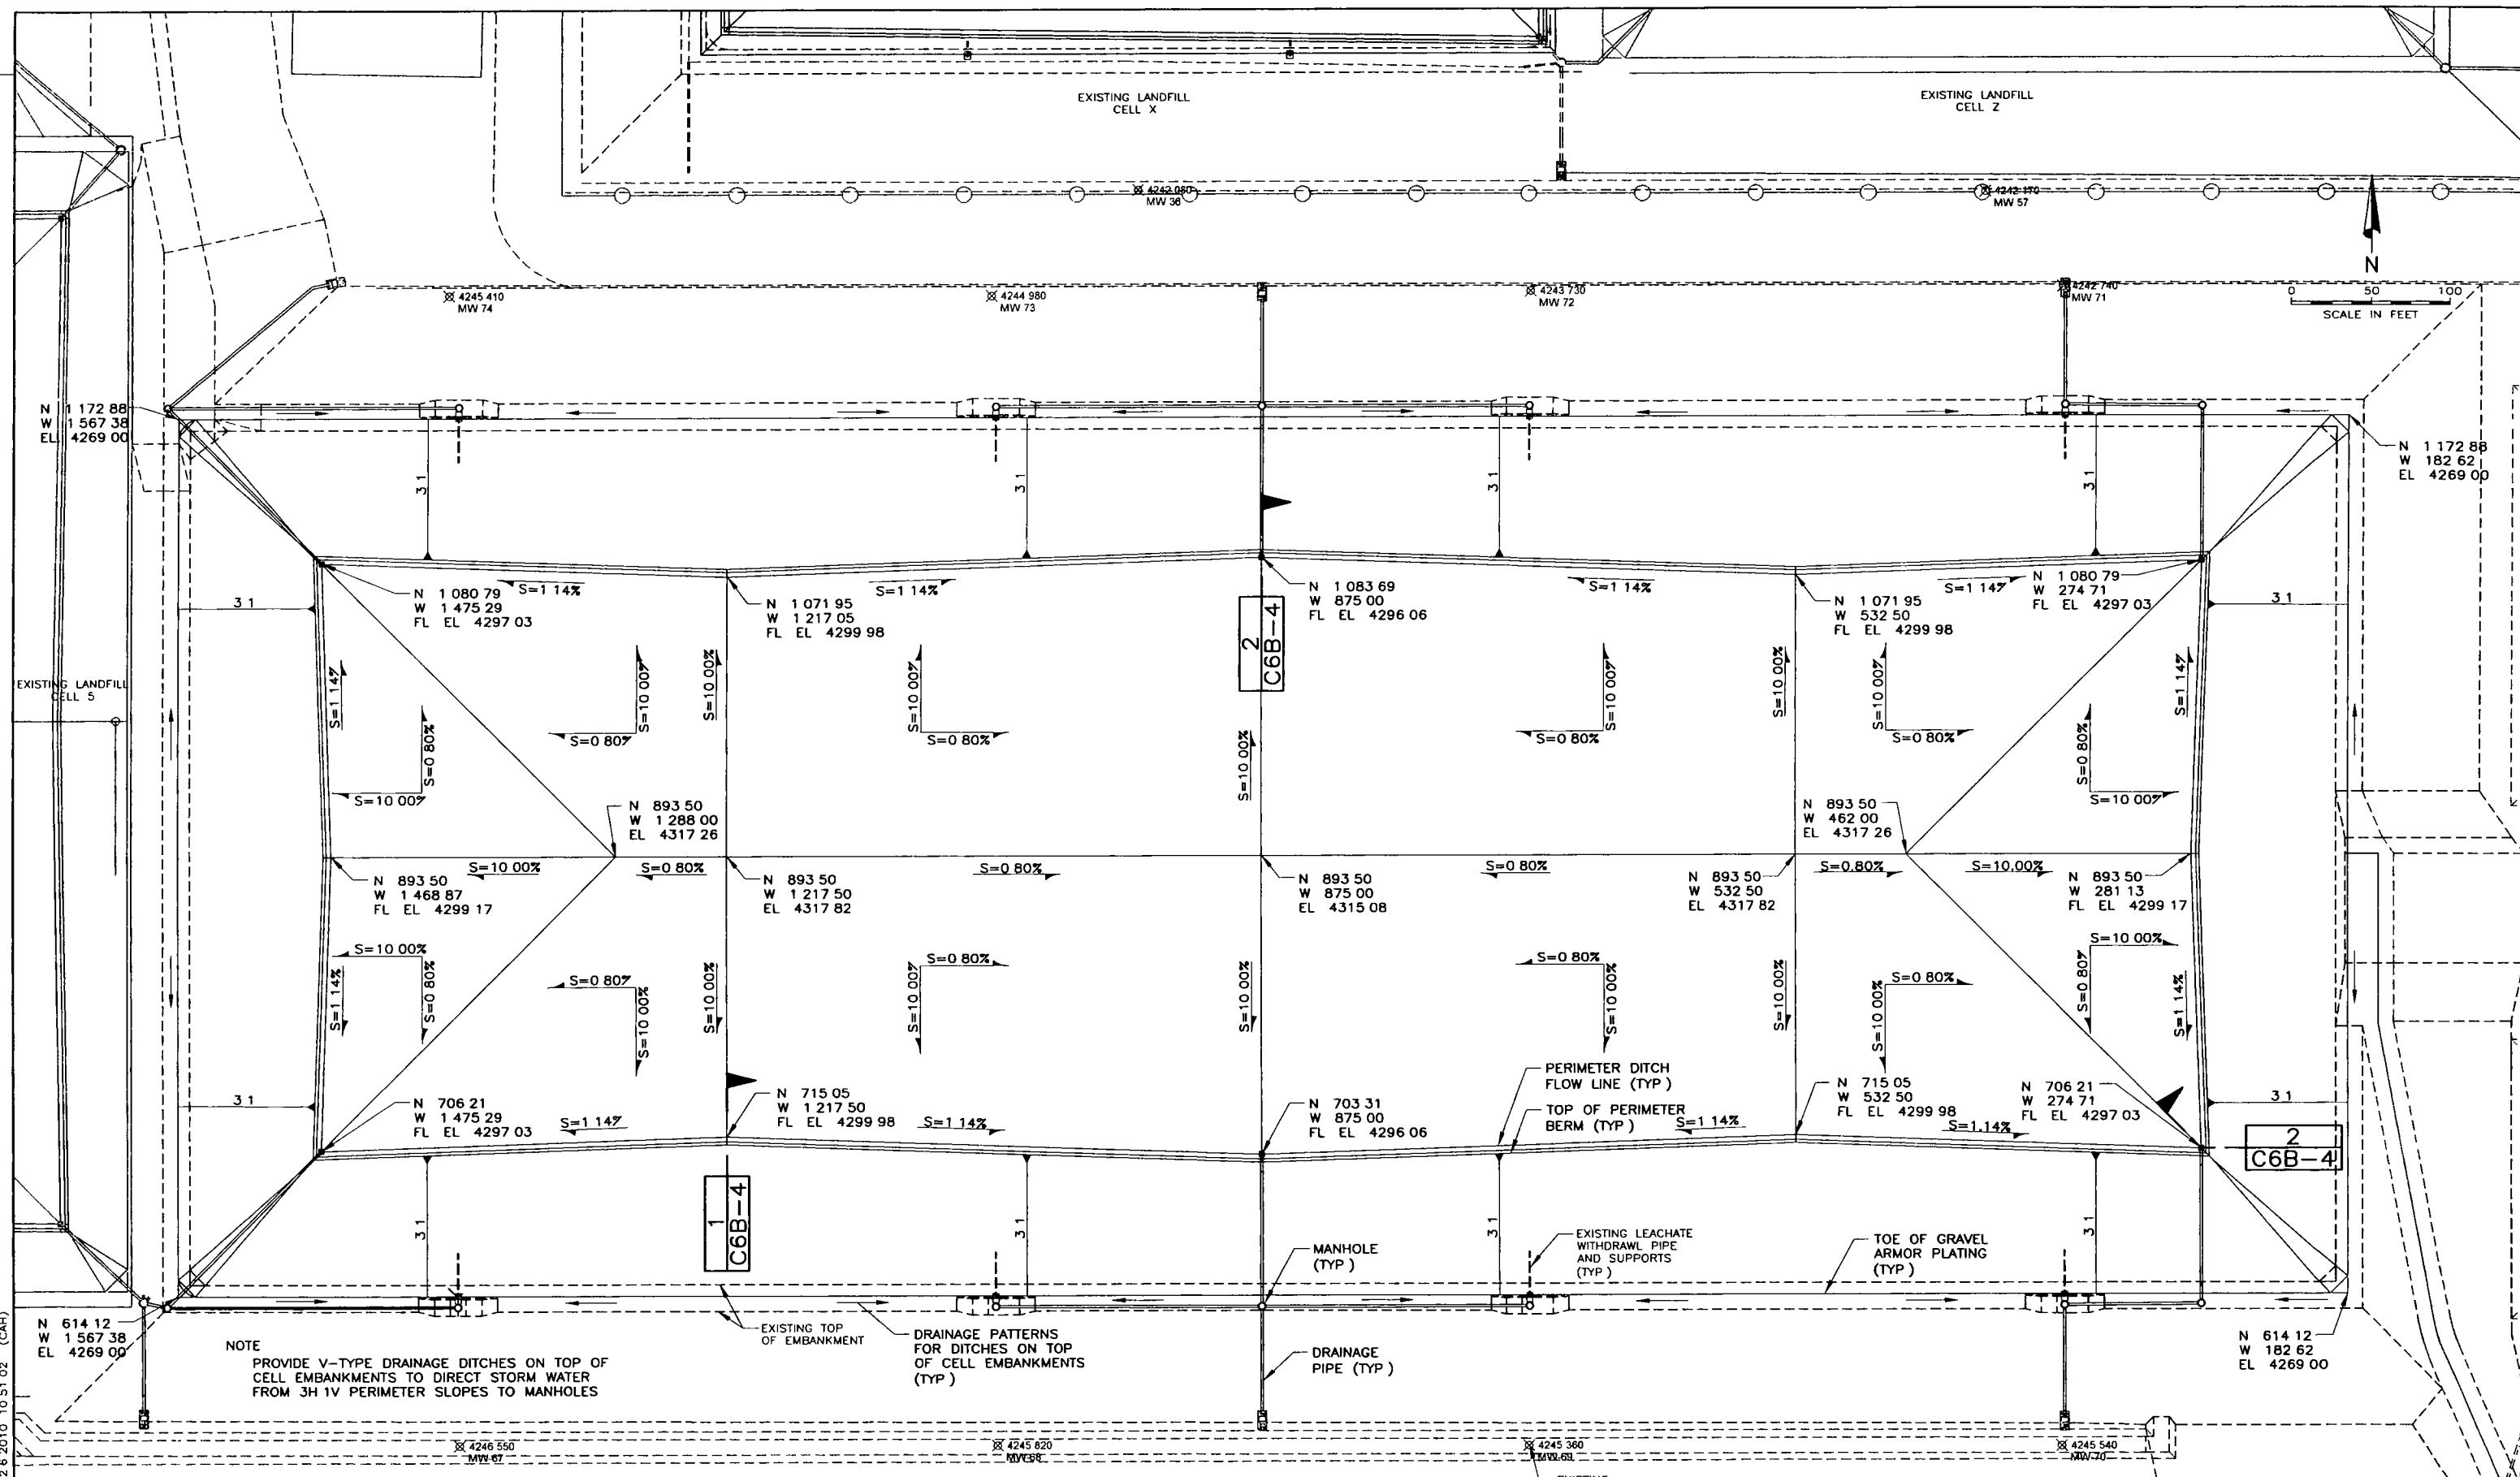 EXISTING LANDFILL
CELL X
EXISTING LANDFILL
CELL Z
4242 080
MW 36
4242 170
MW 57
N
0 50 100
SCALE IN FEET
4245 410
MW 74
4244 980
MW 73
4243 730
MW 72
4242 740
MW 71
N 1 172 88
W 1 567 38
EL 4269 00
N 1 172 88
W 182 62
EL 4269 00
3 1
3 1
3 1
3 1
N 1 080 79
W 1 475 29
FL EL 4297 03
S=1 14%
N 1 071 95
W 1 217 05
FL EL 4299 98
S=1 14%
N 1 083 69
W 875 00
FL EL 4296 06
S=1 14%
N 1 071 95
W 532 50
FL EL 4299 98
S=1 14%
N 1 080 79
W 274 71
FL EL 4297 03
3 1
3 1
2
C6B-4
EXISTING LANDFILL
CELL 5
S=1 14%
S=0 80%
S=10 00%
S=0 80%
S=10 00%
S=10 00%
S=10 00%
S=0 80%
S=10 00%
S=0 80%
S=10 00%
S=10 00%
S=10 00%
S=0 80%
S=0 80%
S=10 00%
S=1 14%
N 893 50
W 1 288 00
EL 4317 26
N 893 50
W 462 00
EL 4317 26
S=10 00%
S=0 80%
S=0 80%
S=0 80%
S=0.80%
S=10.00%
N 893 50
W 1 468 87
FL EL 4299 17
N 893 50
W 1 217 50
EL 4317 82
N 893 50
W 875 00
EL 4315 08
N 893 50
W 532 50
EL 4317 82
N 893 50
W 281 13
FL EL 4299 17
S=10 00%
S=1 14%
S=0 80%
S=0 80%
S=10 00%
S=10 00%
S=0 80%
S=10 00%
S=10 00%
S=0 80%
S=10 00%
S=10 00%
S=0 80%
S=10 00%
S=10 00%
S=0 80%
S=1 14%
3 1
3 1
N 706 21
W 1 475 29
FL EL 4297 03
S=1 14%
N 715 05
W 1 217 50
FL EL 4299 98
S=1 14%
N 703 31
W 875 00
FL EL 4296 06
PERIMETER DITCH
FLOW LINE (TYP )
TOP OF PERIMETER
BERM (TYP )
S=1 14%
N 715 05
W 532 50
FL EL 4299 98
S=1.14%
N 706 21
W 274 71
FL EL 4297 03
2
C6B-4
1
C6B-4
3 1
3 1
3 1
3 1
MANHOLE
(TYP )
EXISTING LEACHATE
WITHDRAWL PIPE
AND SUPPORTS
(TYP )
TOE OF GRAVEL
ARMOR PLATING
(TYP )
N 614 12
W 1 567 38
EL 4269 00
NOTE
PROVIDE V-TYPE DRAINAGE DITCHES ON TOP OF
CELL EMBANKMENTS TO DIRECT STORM WATER
FROM 3H 1V PERIMETER SLOPES TO MANHOLES
EXISTING TOP
OF EMBANKMENT
DRAINAGE PATTERNS
FOR DITCHES ON TOP
OF CELL EMBANKMENTS
(TYP )
DRAINAGE
PIPE (TYP )
N 614 12
W 182 62
EL 4269 00
4246 550
MW-67
4245 820
MW-68
4245 360
MW-69
4245 540
MW-70
2 6 2010 10 51 02 (CAH)